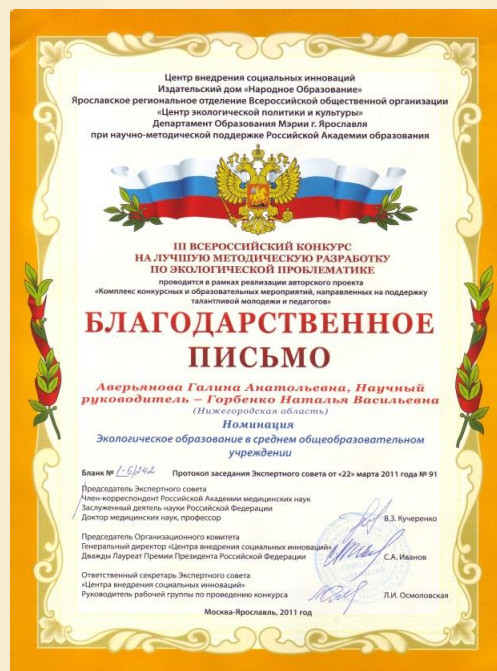 Центр внедрения социальных инноваций
Издательский дом «Народное Образование»
Ярославское региональное отделение Всероссийской общественной организации
«Центр экологической политики и культуры»
Департамент Образования Мэрии г. Ярославля
при научно-методической поддержке Российской Академии образования
III ВСЕРОССИЙСКИЙ КОНКУРС
НА ЛУЧШУЮ МЕТОДИЧЕСКУЮ РАЗРАБОТКУ
ПО ЭКОЛОГИЧЕСКОЙ ПРОБЛЕМАТИКЕ
проводится в рамках реализации авторского проекта
«Комплекс конкурсных и образовательных мероприятий, направленных на поддержку
талантливой молодежи и педагогов»
БЛАГОДАРСТВЕННОЕ
ПИСЬМО
Аверьянова Галина Анатольевна, Научный
руководитель – Горбенко Наталья Васильевна
(Нижегородская область)
Номинация
Экологическое образование в среднем общеобразовательном
учреждении
Бланк № 1-6/242 Протокол заседания Экспертного совета от «22» марта 2011 года № 91
Председатель Экспертного совета
Член-корреспондент Российской Академии медицинских наук
Заслуженный деятель науки Российской Федерации
Доктор медицинских наук, профессор В.З. Кучеренко
Председатель Организационного комитета
Генеральный директор «Центра внедрения социальных инноваций»
Дважды Лауреат Премии Президента Российской Федерации С.А. Иванов
Ответственный секретарь Экспертного совета
«Центра внедрения социальных инноваций»
Руководитель рабочей группы по проведению конкурса Л.И. Осмоловская
Москва-Ярославль, 2011 год